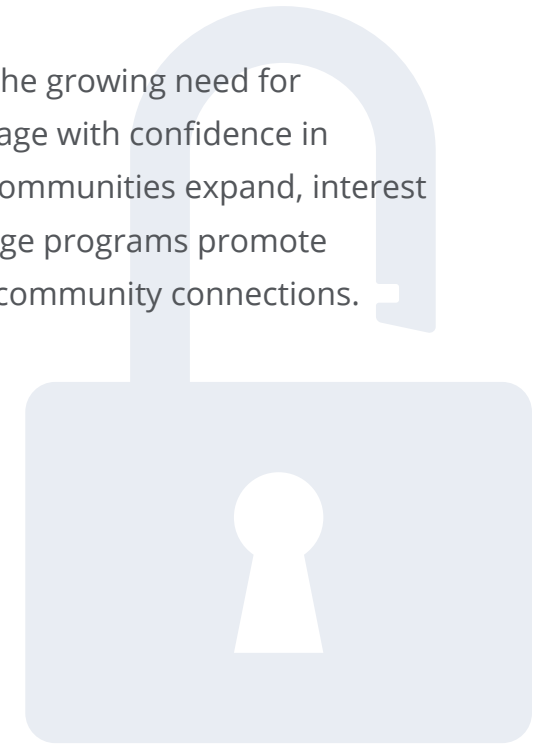 he growing need for
age with confidence in
ommunities expand, interest
ge programs promote
community connections.